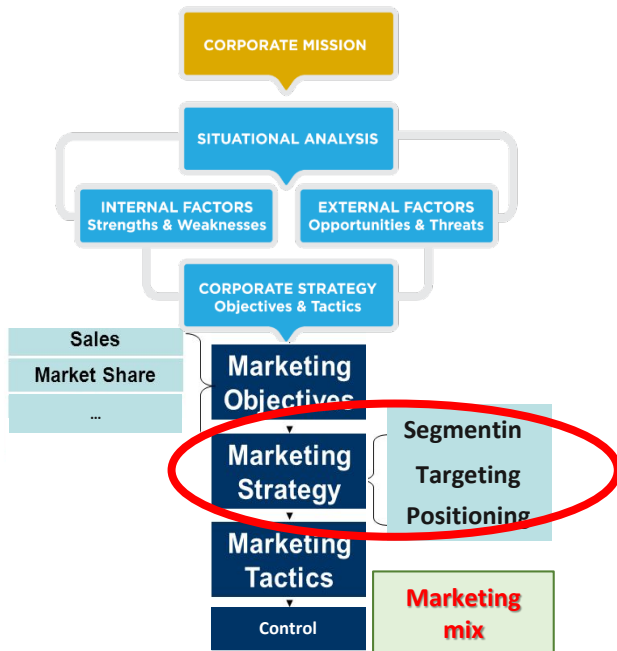 CORPORATE MISSION
SITUATIONAL ANALYSIS
INTERNAL FACTORS
Strengths & Weaknesses
EXTERNAL FACTORS
Opportunities & Threats
CORPORATE STRATEGY
Objectives & Tactics
Sales
Market Share
...
Marketing
Objectives
Marketing
Strategy
Segmentin
Targeting
Positioning
Marketing
Tactics
Control
Marketing
mix